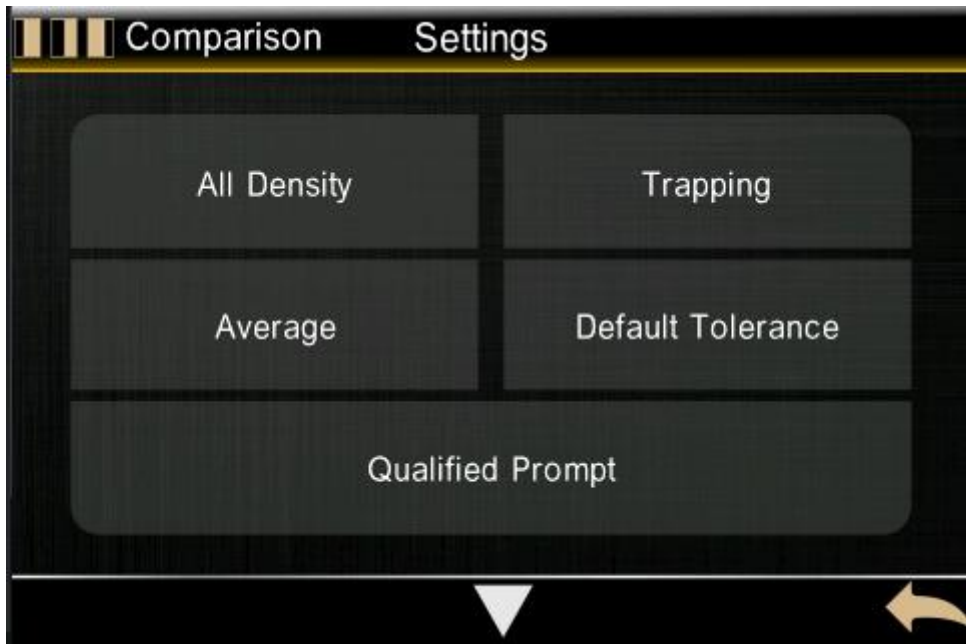 Comparison Settings
All Density
Trapping
Average
Default Tolerance
Qualified Prompt